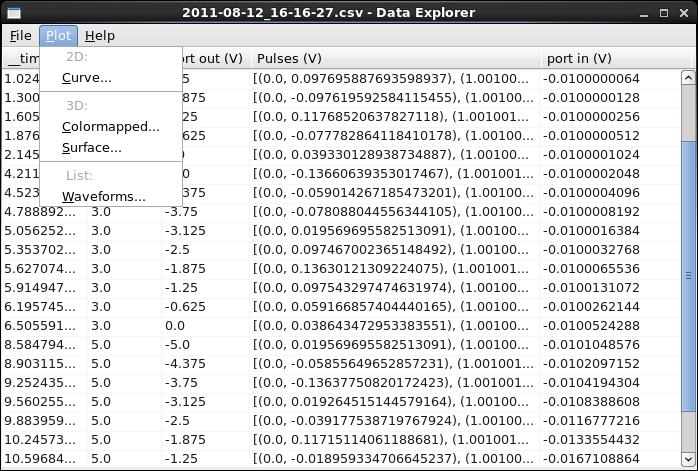 2011-08-12_16-16-27.csv - Data Explorer
File Plot Help
2D:
Curve...
3D:
Colormapped...
Surface...
List:
Waveforms...
__tim rt out (V) Pulses (V) port in (V)
1.024 5 [(0.0, 0.097695887693598937), (1.00100... -0.0100000064
1.300 875 [(0.0, -0.097619592584115455), (1.00100... -0.0100000128
1.605 25 [(0.0, 0.11768520637827118), (1.001001... -0.0100000256
1.876 625 [(0.0, -0.077782864118410178), (1.00100... -0.0100000512
2.145 0 [(0.0, 0.039330128938734887), (1.00100... -0.0100001024
4.211 0 [(0.0, -0.13660639353017467), (1.00100... -0.0100002048
4.523 375 [(0.0, -0.059014267185473201), (1.00100... -0.0100004096
4.788892... 3.0 -3.75 [(0.0, -0.078088044556344105), (1.00100... -0.0100008192
5.056252... 3.0 -3.125 [(0.0, 0.019569695582513091), (1.00100... -0.0100016384
5.353702... 3.0 -2.5 [(0.0, 0.097467002365148492), (1.00100... -0.0100032768
5.627074... 3.0 -1.875 [(0.0, 0.13630121309224075), (1.001001... -0.0100065536
5.914947... 3.0 -1.25 [(0.0, 0.097543297474631974), (1.00100... -0.0100131072
6.195745... 3.0 -0.625 [(0.0, 0.059166857404440165), (1.00100... -0.0100262144
6.505591... 3.0 0.0 [(0.0, 0.038643472953383551), (1.00100... -0.0100524288
8.584794... 5.0 -5.0 [(0.0, 0.019569695582513091), (1.00100... -0.0101048576
8.903115... 5.0 -4.375 [(0.0, -0.05855649652857231), (1.001001... -0.0102097152
9.252435... 5.0 -3.75 [(0.0, -0.13637750820172423), (1.00100... -0.0104194304
9.560255... 5.0 -3.125 [(0.0, 0.019264515144579164), (1.00100... -0.0108388608
9.883959... 5.0 -2.5 [(0.0, -0.039177538719767924), (1.00100... -0.0116777216
10.24573... 5.0 -1.875 [(0.0, 0.11715114061188681), (1.001001... -0.0133554432
10.59684... 5.0 -1.25 [(0.0, -0.018959334706645237), (1.00100... -0.0167108864